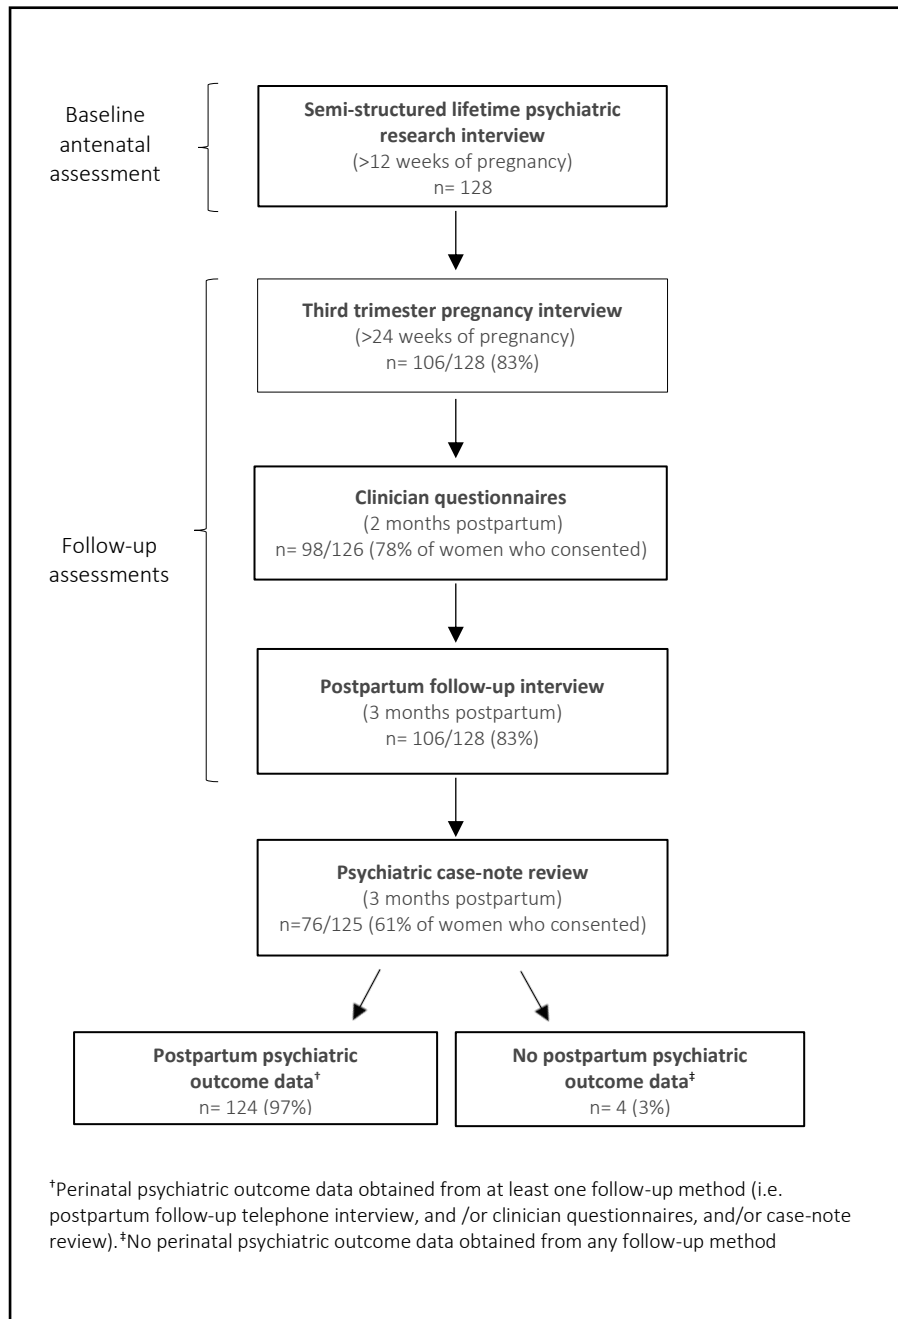 Baseline
antenatal
assessment
Semi-structured lifetime psychiatric
research interview
(>12 weeks of pregnancy)
n= 128
Third trimester pregnancy interview
(>24 weeks of pregnancy)
n= 106/128 (83%)
Follow-up
assessments
Clinician questionnaires
(2 months postpartum)
n= 98/126 (78% of women who consented)
Postpartum follow-up interview
(3 months postpartum)
n= 106/128 (83%)
Psychiatric case-note review
(3 months postpartum)
n=76/125 (61% of women who consented)
Postpartum psychiatric
outcome data†
n= 124 (97%)
No postpartum psychiatric
outcome data‡
n= 4 (3%)
†Perinatal psychiatric outcome data obtained from at least one follow-up method (i.e.
postpartum follow-up telephone interview, and /or clinician questionnaires, and/or case-note
review).‡No perinatal psychiatric outcome data obtained from any follow-up method